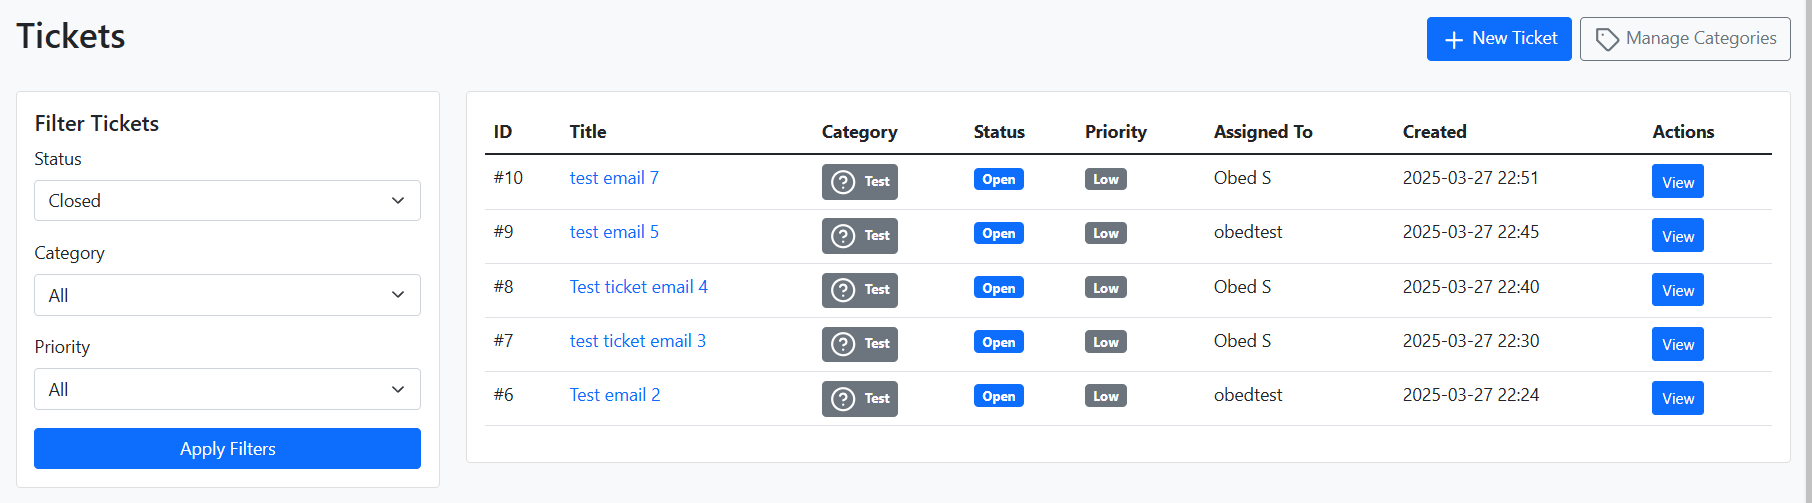 Tickets
New Ticket
Manage Categories
Filter Tickets
Status
Closed
Category
All
Priority
All
Apply Filters
ID Title Category Status Priority Assigned To Created Actions
#10 test email 7 Test Open Low Obed S 2025-03-27 22:51 View
#9 test email 5 Test Open Low obedtest 2025-03-27 22:45 View
#8 Test ticket email 4 Test Open Low Obed S 2025-03-27 22:40 View
#7 test ticket email 3 Test Open Low Obed S 2025-03-27 22:30 View
#6 Test email 2 Test Open Low obedtest 2025-03-27 22:24 View